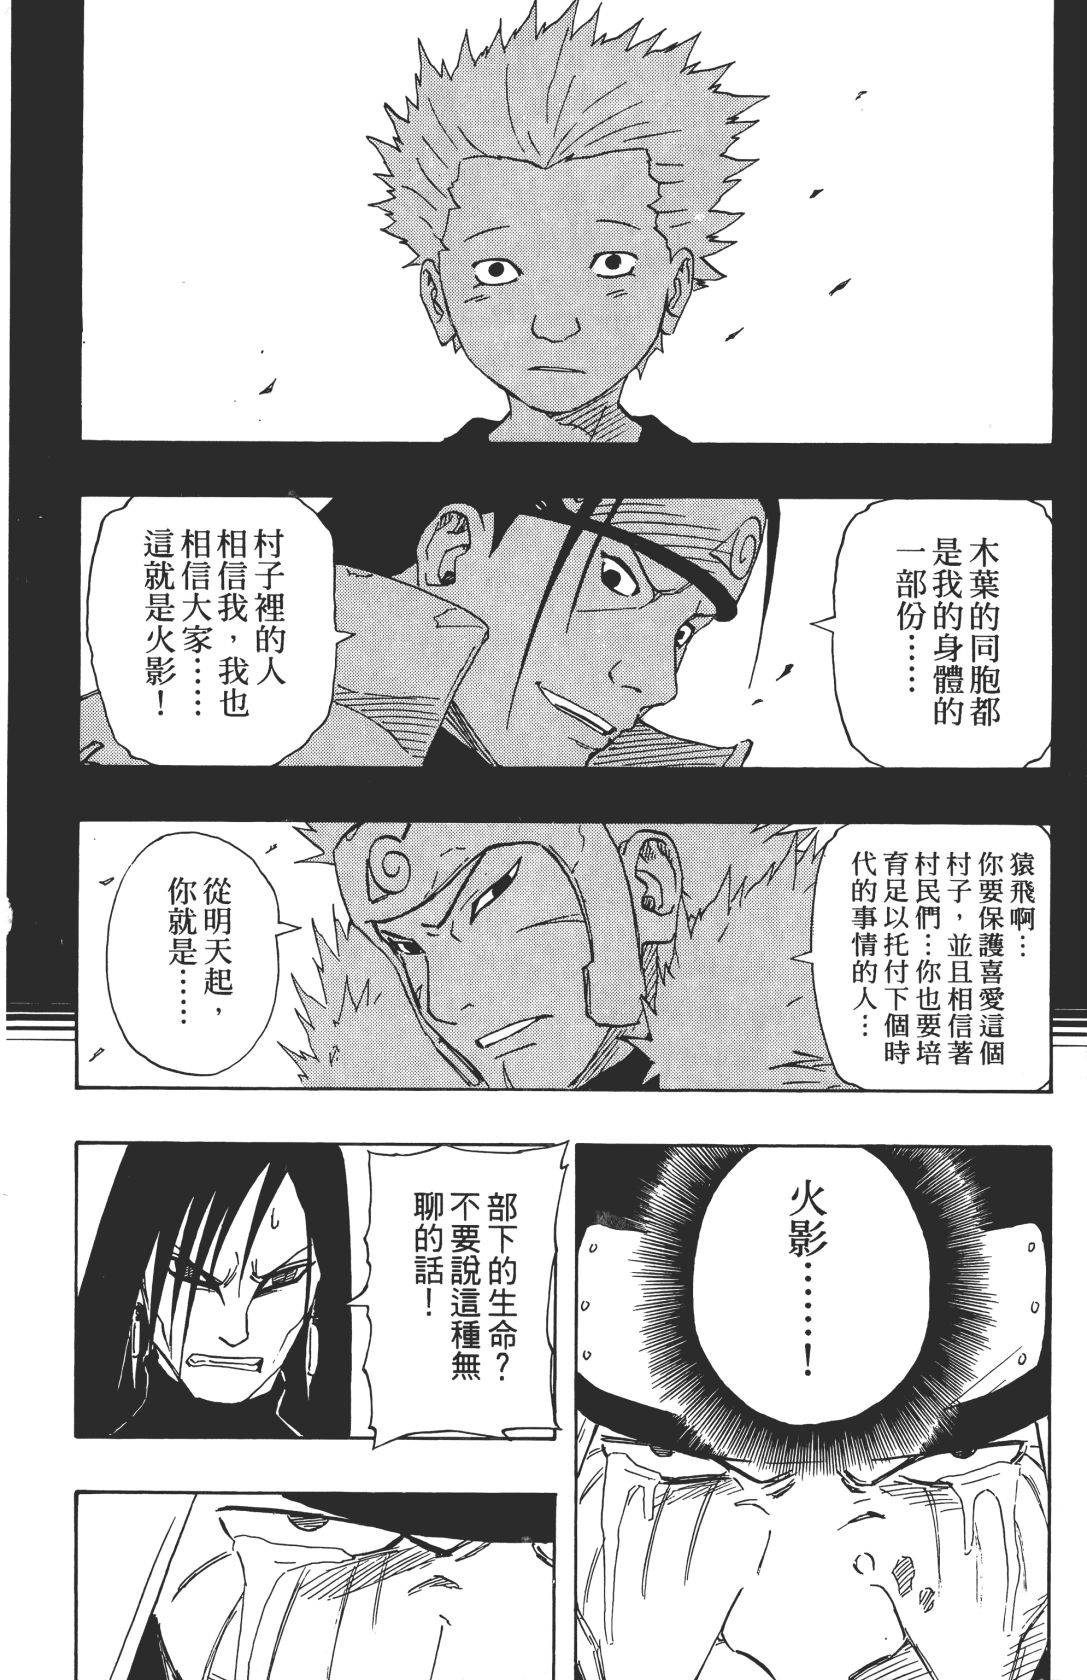 木葉的同胞都
是我的身體的
一部份……
村子裡的人
相信我，我也
相信大家……
這就是火影！
猿飛啊…
你要保護喜愛這個
村子，並且相信著
村民們…你也要培
育足以托付下個時
代的事情的人…
從明天起，
你就是……
火影………！
部下的生命？
不要說這種無
聊的話！